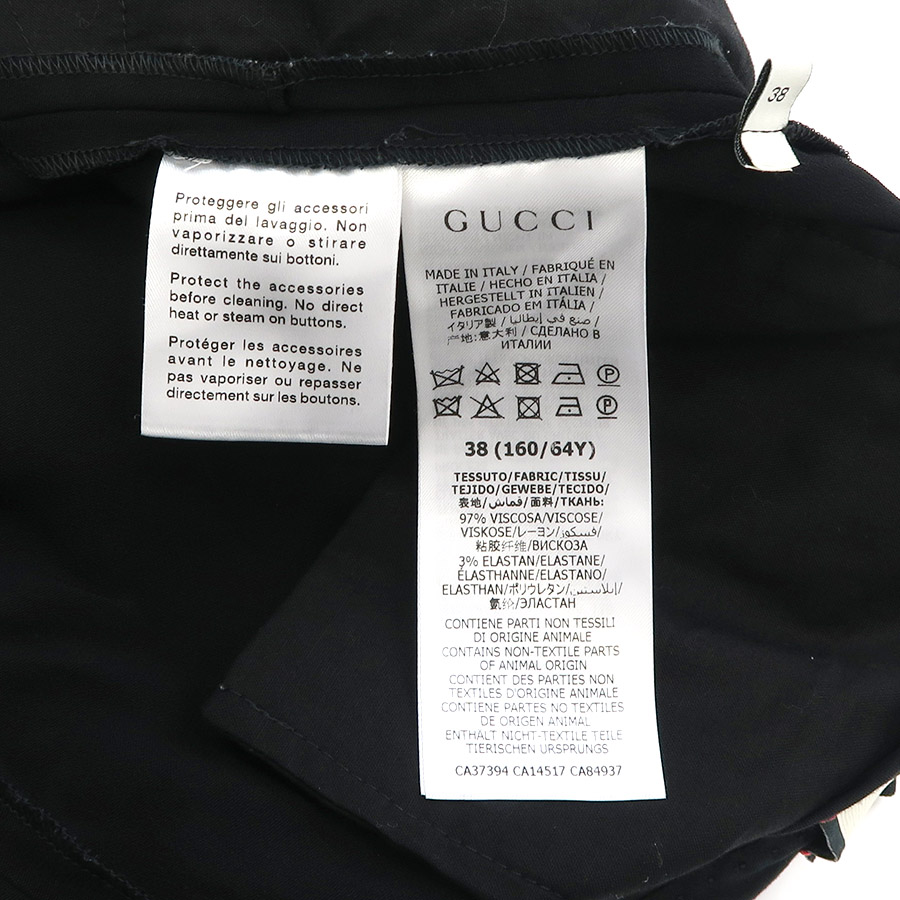 38
Proteggere gli accessori
prima del lavaggio. Non
vaporizzare o stirare
direttamente sui bottoni.
Protect the accessories
before cleaning. No direct
heat or steam on buttons.
Protéger les accessoires
avant le nettoyage. Ne
pas vaporiser ou repasser
directement sur les boutons.
GUCCI
MADE IN ITALY / FABRIQUÉ EN
ITALIE / HECHO EN ITALIA /
HERGESTELLT IN ITALIEN /
FABRICADO EM ITÁLIA /
イタリア製 / صنع في إيطاليا /
产地:意大利 / СДЕЛАНО В
ИТАЛИИ
P
P
38 (160/64Y)
TESSUTO/FABRIC/TISSU/
TEJIDO/GEWEBE/TECIDO/
表地/قماش/面料/ТКАНЬ:
97% VISCOSA/VISCOSE/
VISKOSE/レーヨン/فسكوز/
粘胶纤维/ВИСКОЗА
3% ELASTAN/ELASTANE/
ÉLASTHANNE/ELASTANO/
ELASTHAN/ポリウレタン/إيلاستين/
氨纶/ЭЛАСТАН
CONTIENE PARTI NON TESSILI
DI ORIGINE ANIMALE
CONTAINS NON-TEXTILE PARTS
OF ANIMAL ORIGIN
CONTIENT DES PARTIES NON
TEXTILES D'ORIGINE ANIMALE
CONTIENE PARTES NO TEXTILES
DE ORIGEN ANIMAL
ENTHÄLT NICHT-TEXTILE TEILE
TIERISCHEN URSPRUNGS
CA37394 CA14517 CA84937